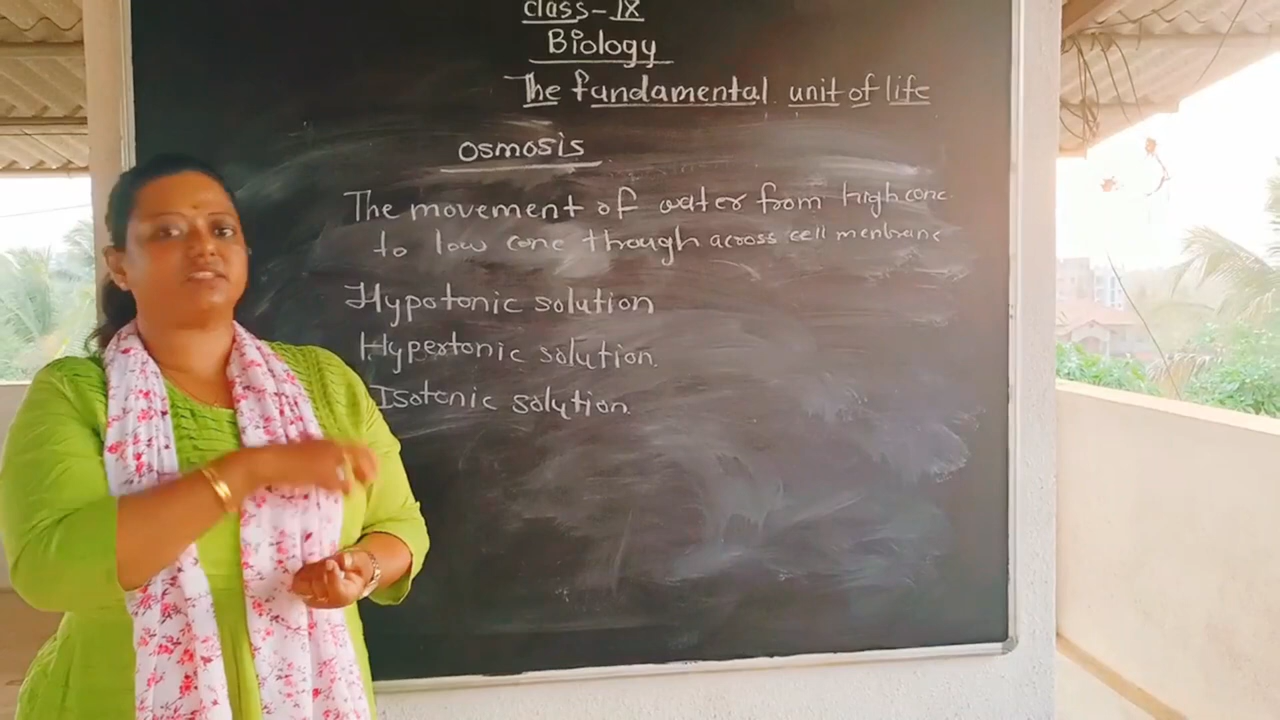 class-IX
Biology
The fundamental unit of life
osmosis
The movement of water from high conc
to low conc though across cell menbrane
Hypotonic solution
Hypertonic solution.
Isotonic solution.